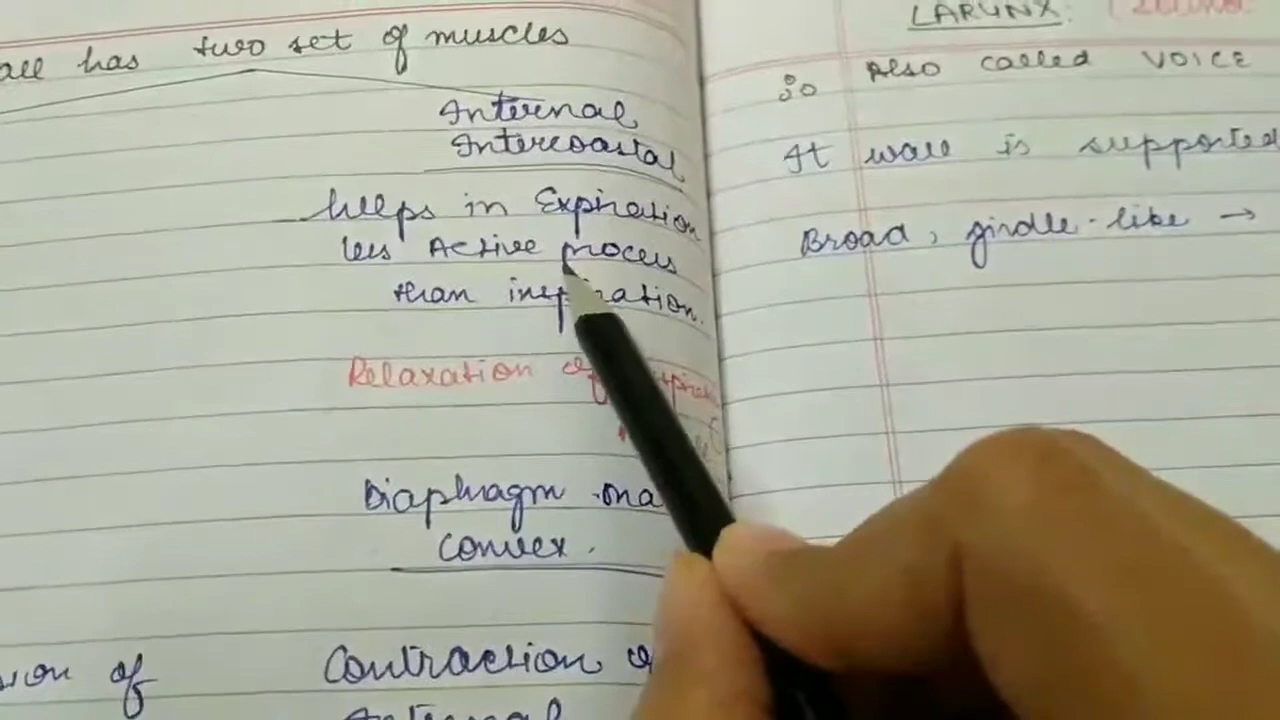 all has two set of muscles
Internal
Intercoastal
helps in Expiration
less Active process
than inspiration.
Relaxation of
Diaphragm
convex.
of
Contraction
Internal
LARYNX
Also called VOICE
It wall is supported
Broad, girdle-like →